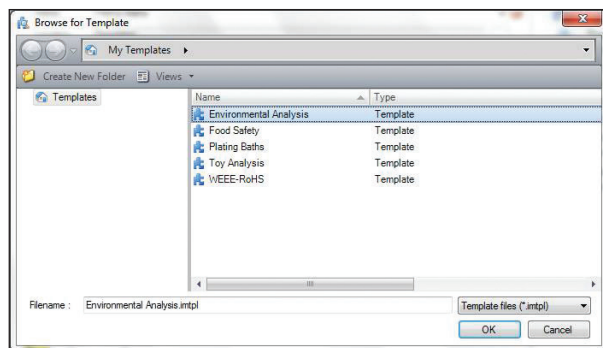 Browse for Template
My Templates
Create New Folder Views
Templates
Name Type
Environmental Analysis Template
Food Safety Template
Plating Baths Template
Toy Analysis Template
WEEE-RoHS Template
Filename : Environmental Analysis.imtpl Template files (*.imtpl)
OK Cancel